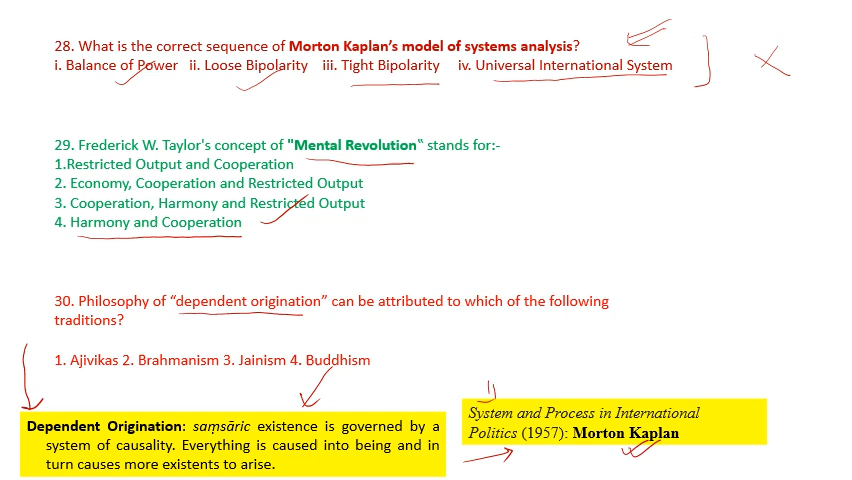 28. What is the correct sequence of Morton Kaplan’s model of systems analysis?
i. Balance of Power ii. Loose Bipolarity iii. Tight Bipolarity iv. Universal International System
29. Frederick W. Taylor's concept of "Mental Revolution‟ stands for:-
1.Restricted Output and Cooperation
2. Economy, Cooperation and Restricted Output
3. Cooperation, Harmony and Restricted Output
4. Harmony and Cooperation
30. Philosophy of “dependent origination” can be attributed to which of the following
traditions?
1. Ajivikas 2. Brahmanism 3. Jainism 4. Buddhism
Dependent Origination: saṃsāric existence is governed by a
system of causality. Everything is caused into being and in
turn causes more existents to arise.
System and Process in International
Politics (1957): Morton Kaplan